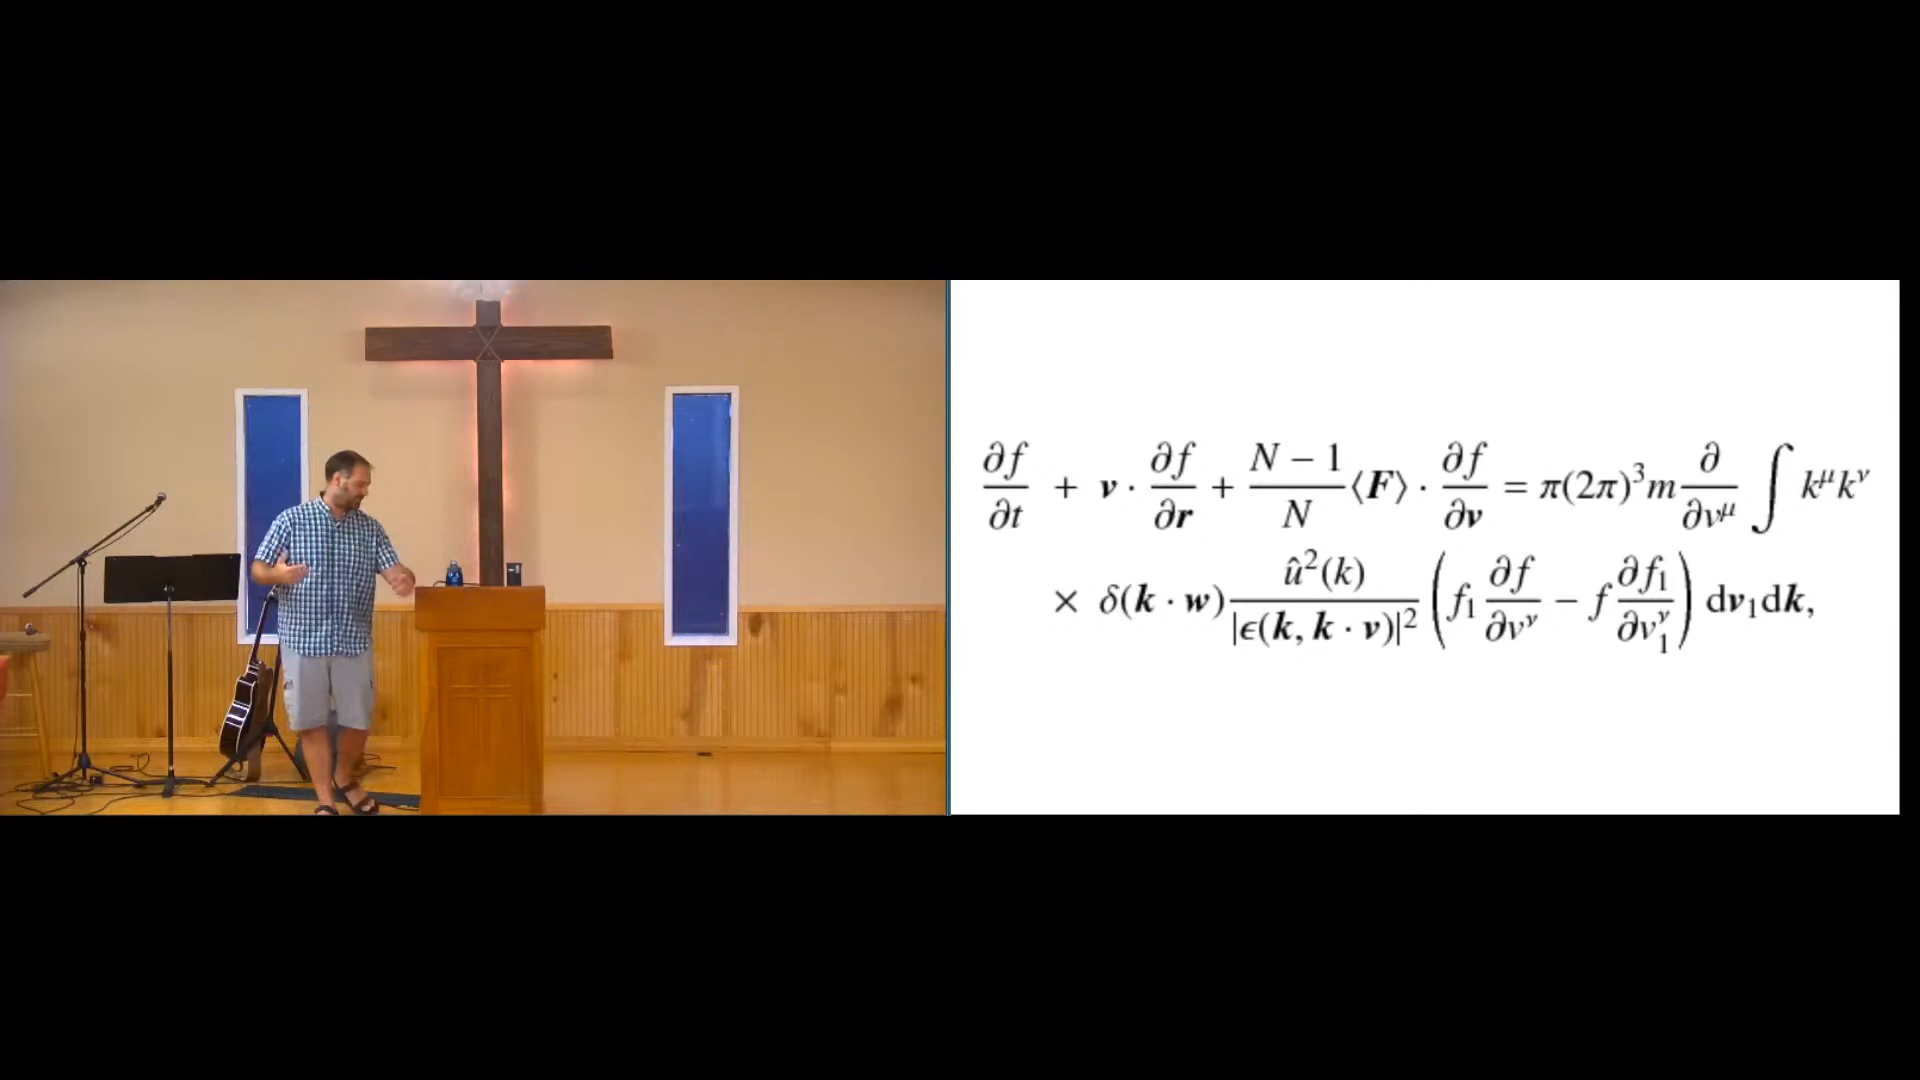 ∂f/∂t + v · ∂f/∂r + (N − 1)/N ⟨F⟩ · ∂f/∂v = π(2π)³m ∂/∂v^μ ∫ k^μ k^ν
× δ(k · w) û²(k)/|ϵ(k, k · v)|² (f₁ ∂f/∂v^ν − f ∂f₁/∂v₁^ν) dv₁dk,